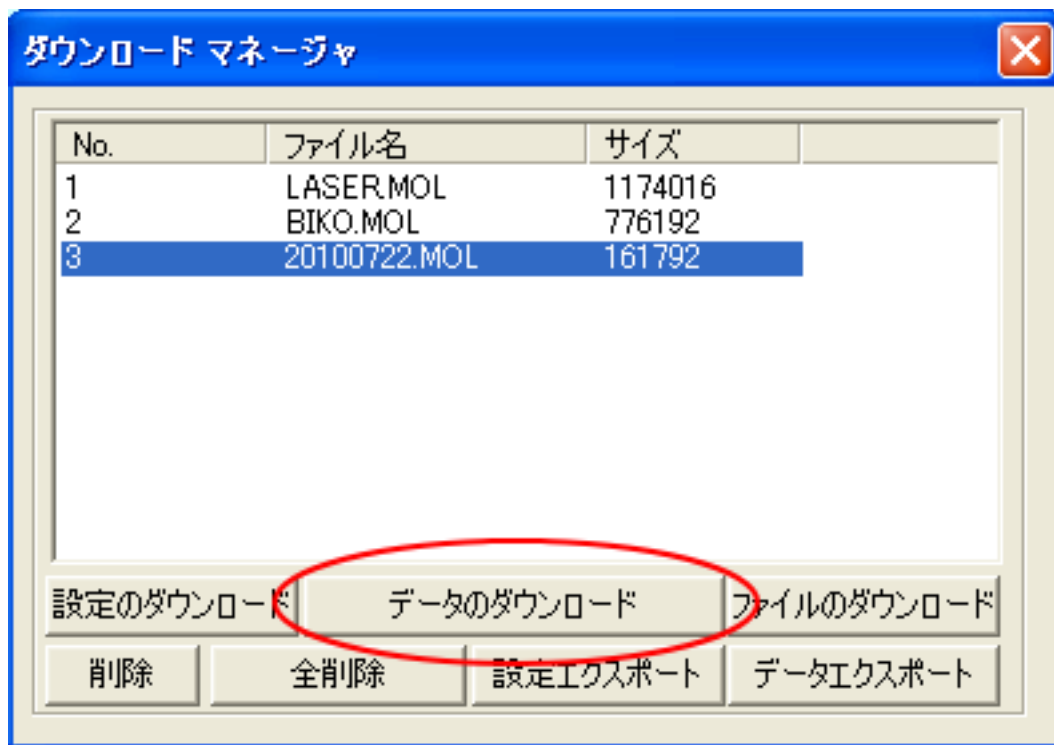 ダウンロード マネージャ
No. ファイル名 サイズ
1 LASER.MOL 1174016
2 BIKO.MOL 776192
3 20100722.MOL 161792
設定のダウンロード データのダウンロード ファイルのダウンロード
削除 全削除 設定エクスポート データエクスポート